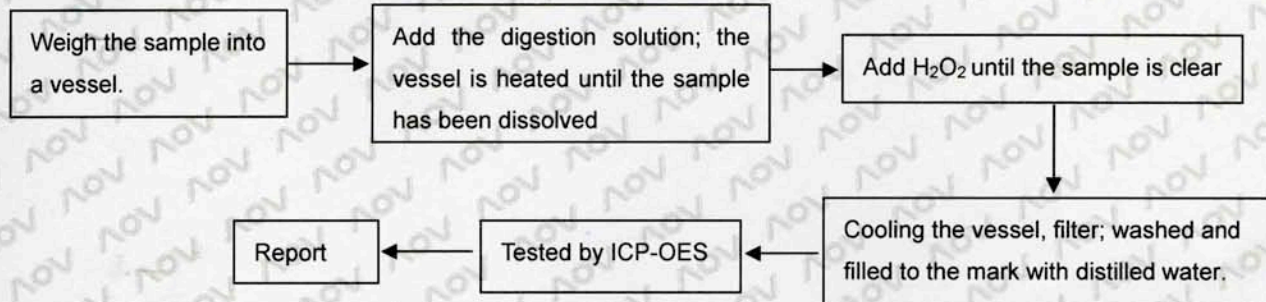 Weigh the sample into
a vessel.
Add the digestion solution; the
vessel is heated until the sample
has been dissolved
Add H₂O₂ until the sample is clear
Cooling the vessel, filter; washed and
filled to the mark with distilled water.
Tested by ICP-OES
Report